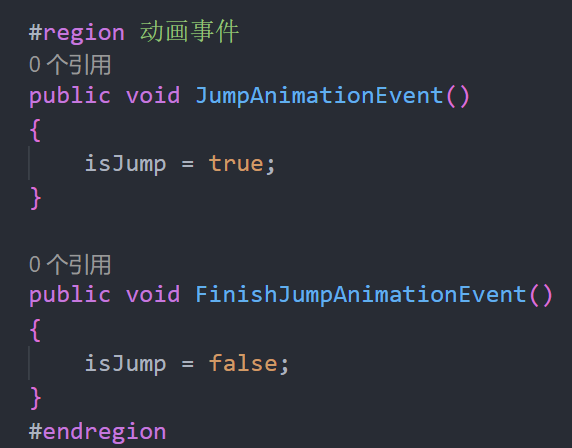 #region 动画事件
0 个引用
public void JumpAnimationEvent()
{
    isJump = true;
}
0 个引用
public void FinishJumpAnimationEvent()
{
    isJump = false;
}
#endregion